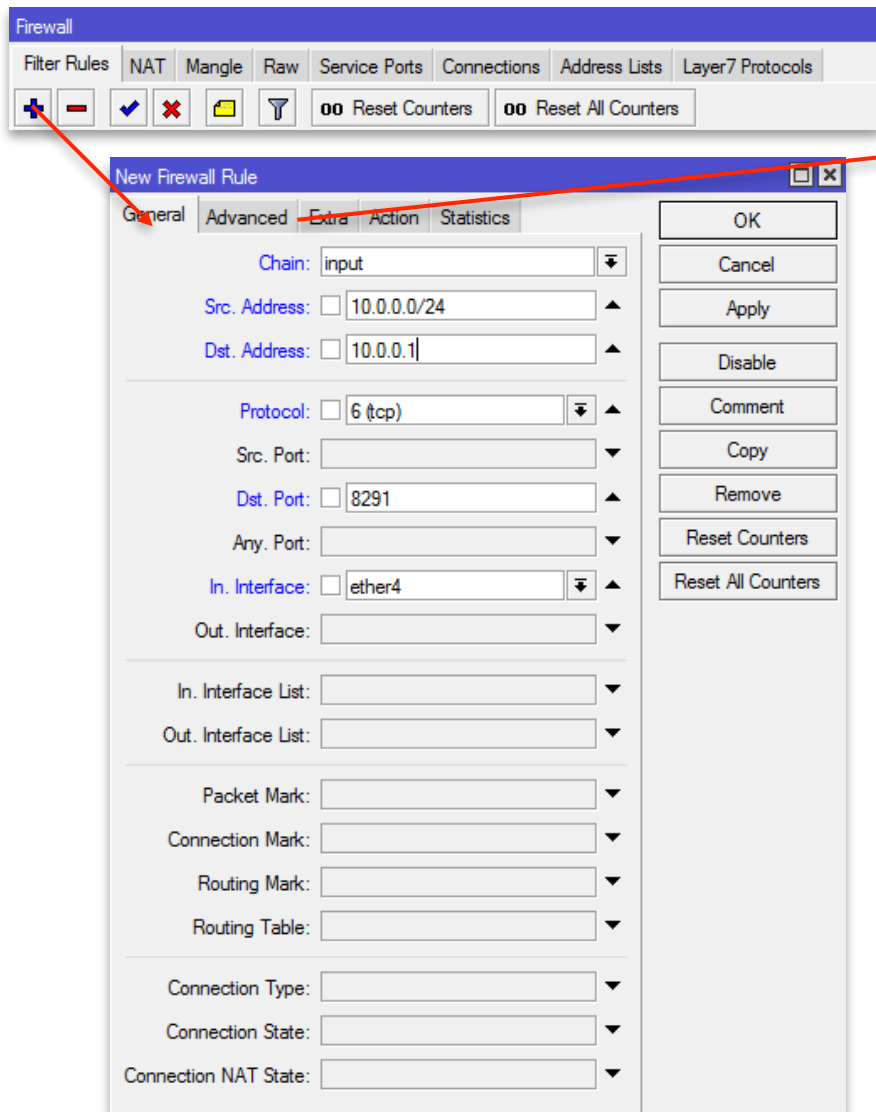 Firewall
Filter Rules NAT Mangle Raw Service Ports Connections Address Lists Layer7 Protocols
00 Reset Counters 00 Reset All Counters
New Firewall Rule
General Advanced Extra Action Statistics
OK
Chain: input
Cancel
Src. Address: 10.0.0.0/24
Apply
Dst. Address: 10.0.0.1
Disable
Protocol: 6 (tcp)
Comment
Src. Port:
Copy
Dst. Port: 8291
Remove
Any. Port:
Reset Counters
In. Interface: ether4
Reset All Counters
Out. Interface:
In. Interface List:
Out. Interface List:
Packet Mark:
Connection Mark:
Routing Mark:
Routing Table:
Connection Type:
Connection State:
Connection NAT State: